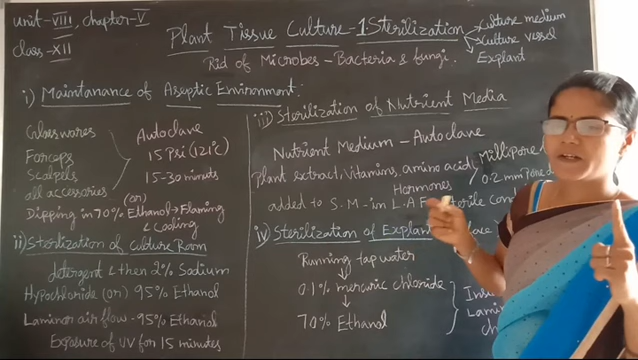 unit-VIII, chapter-V
class-XII
Plant Tissue Culture-1.Sterilization
Culture medium
Culture vessel
Explant
Rid of Microbes-Bacteria & fungi.
i) Maintanance of Aseptic Environment:
Glasswares
Forceps
Scalpels
all accessories
Autoclave
15 Psi (121°C)
15-30 minuts
(or)
Dipping in 70% Ethanol→Flaming
& Cooling
ii) Sterilization of Culture Room
detergent & then 2% Sodium
Hypochloride (or) 95% Ethanol
Laminar air flow-95% Ethanol
Exposure of UV for 15 minutes
iii) Sterilization of Nutrient Media
Nutrient Medium - Autoclave
Plant extract, Vitamins, amino acid
Hormones
Millipore
0.2 mm Pore d
added to S.M-in L.A.F
iv) Sterilization of Explant
Running tap water
0.1% mercuric chloride
70% Ethanol